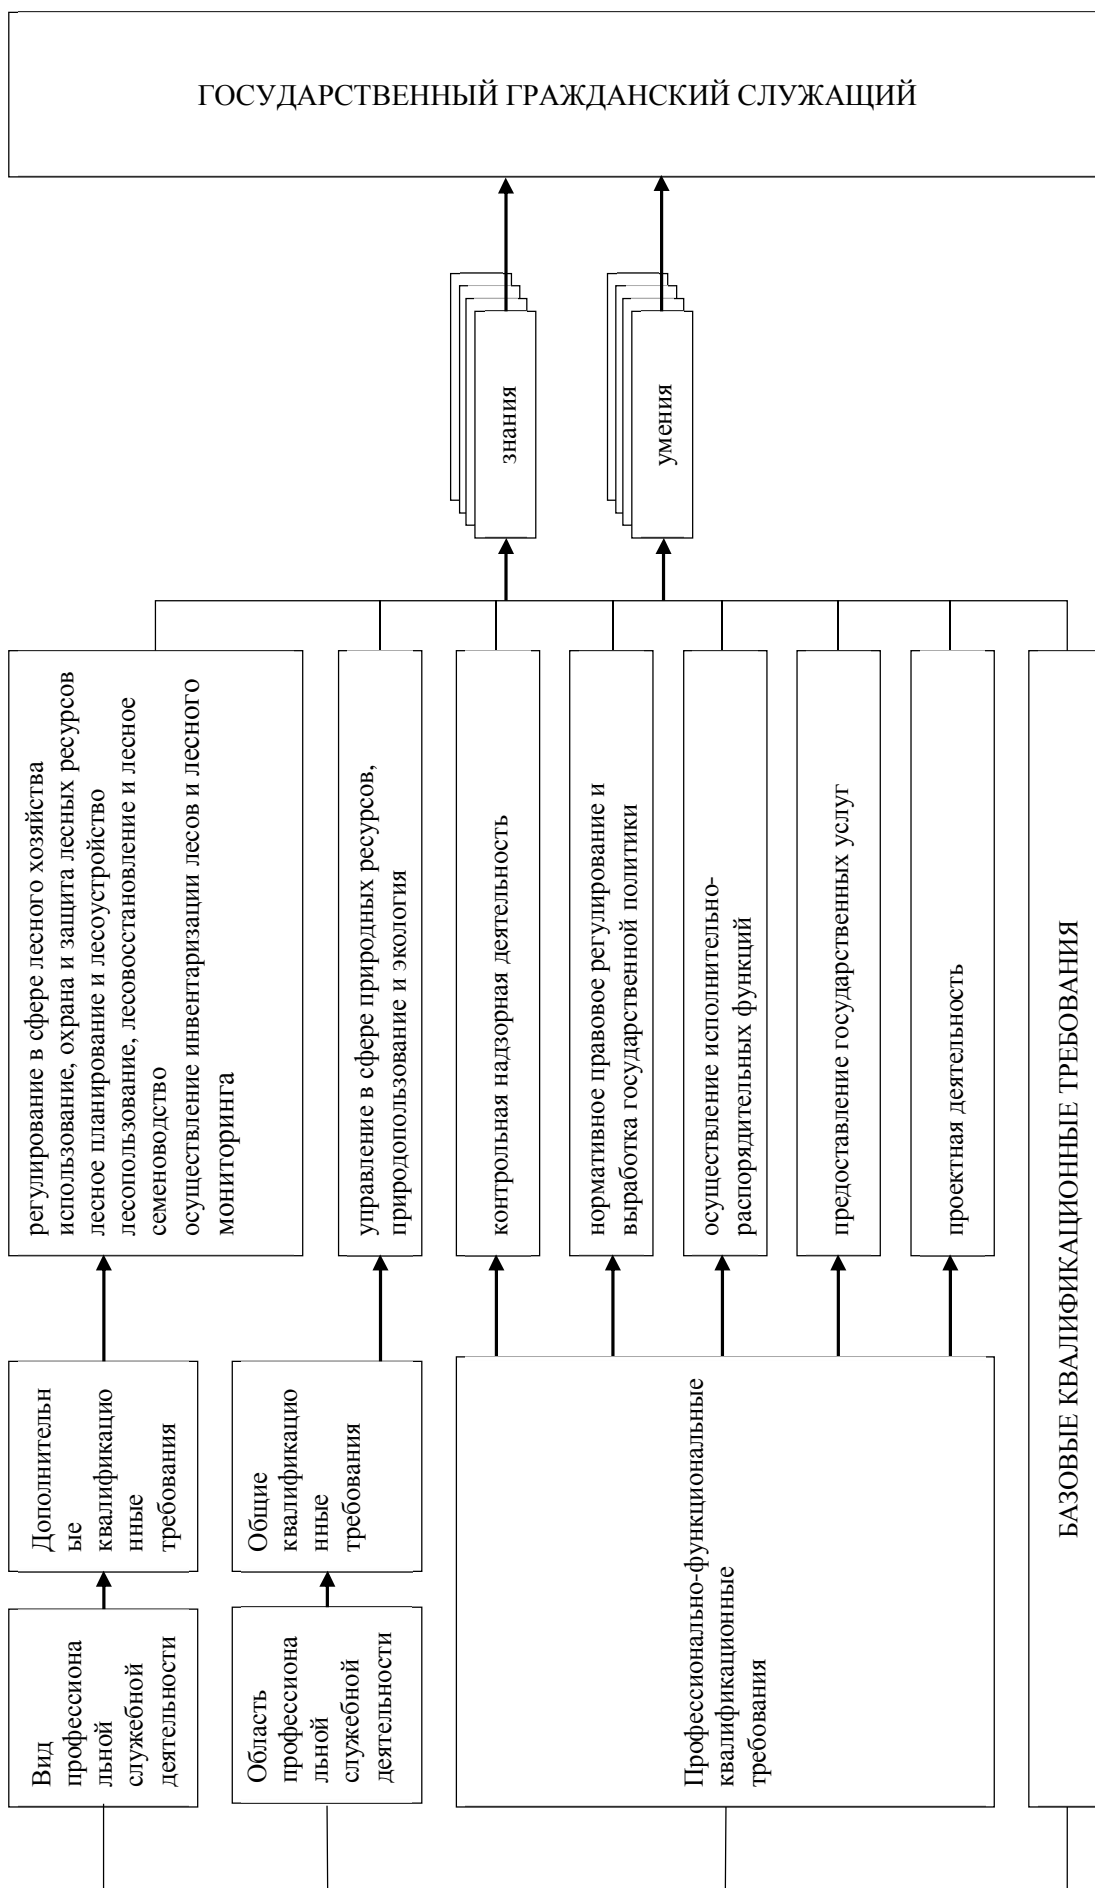 ГОСУДАРСТВЕННЫЙ ГРАЖДАНСКИЙ СЛУЖАЩИЙ
знания
умения
регулирование в сфере лесного хозяйства
использование, охрана и защита лесных ресурсов
лесное планирование и лесоустройство
лесопользование, лесовосстановление и лесное
семеноводство
осуществление инвентаризации лесов и лесного
мониторинга
управление в сфере природных ресурсов,
природопользование и экология
контрольная надзорная деятельность
нормативное правовое регулирование и
выработка государственной политики
осуществление исполнительно-
распорядительных функций
предоставление государственных услуг
проектная деятельность
Дополнительн
ые
квалификацио
нные
требования
Общие
квалификацио
нные
требования
Вид
профессиона
льной
служебной
деятельности
Область
профессиона
льной
служебной
деятельности
Профессионально-функциональные
квалификационные
требования
БАЗОВЫЕ КВАЛИФИКАЦИОННЫЕ ТРЕБОВАНИЯ